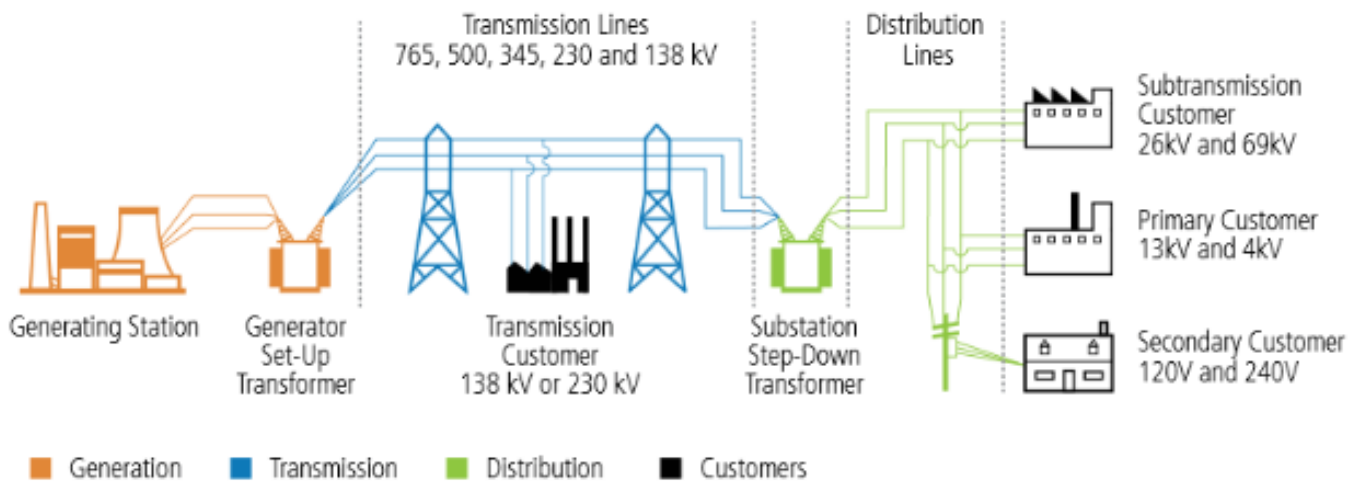 Transmission Lines
765, 500, 345, 230 and 138 kV
Distribution
Lines
Subtransmission
Customer
26kV and 69kV
Primary Customer
13kV and 4kV
Generating Station
Generator
Set-Up
Transformer
Transmission
Customer
138 kV or 230 kV
Substation
Step-Down
Transformer
Secondary Customer
120V and 240V
Generation
Transmission
Distribution
Customers